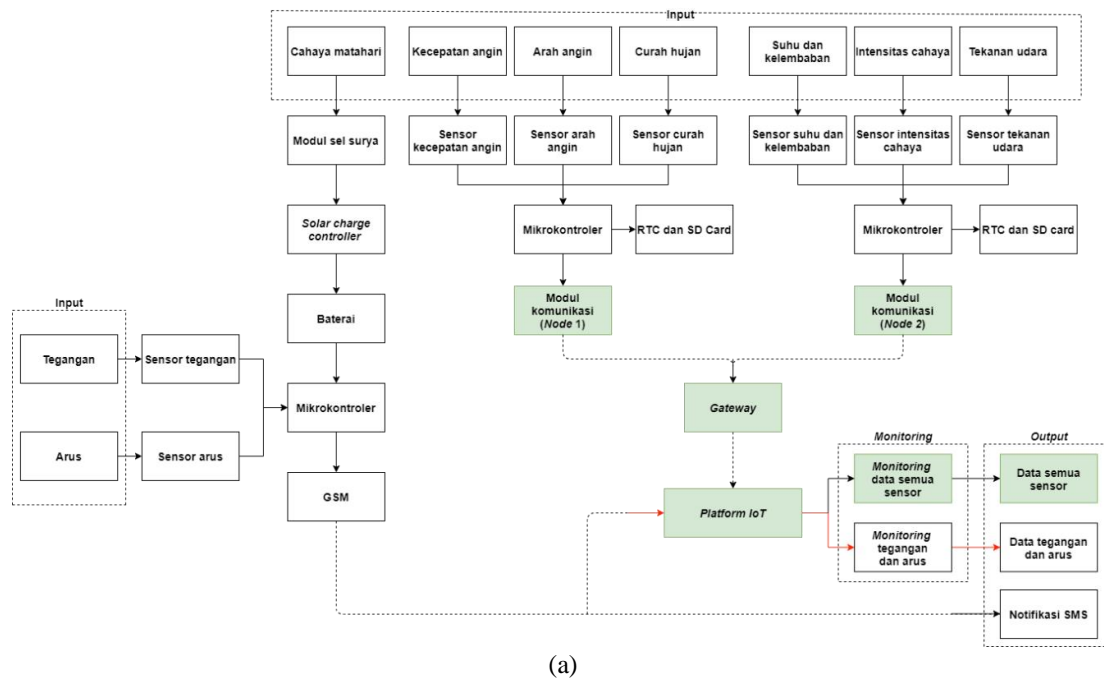 Input
Cahaya matahari
Kecepatan angin
Arah angin
Curah hujan
Suhu dan
kelembaban
Intensitas cahaya
Tekanan udara
Modul sel surya
Sensor
kecepatan angin
Sensor arah
angin
Sensor curah
hujan
Sensor suhu dan
kelembaban
Sensor intensitas
cahaya
Sensor tekanan
udara
Solar charge
controller
Mikrokontroler
RTC dan SD Card
Mikrokontroler
RTC dan SD card
Baterai
Modul
komunikasi
(Node 1)
Modul
komunikasi
(Node 2)
Input
Tegangan
Sensor tegangan
Mikrokontroler
Arus
Sensor arus
GSM
Gateway
Platform IoT
Monitoring
Monitoring
data semua
sensor
Monitoring
tegangan
dan arus
Output
Data semua
sensor
Data tegangan
dan arus
Notifikasi SMS
(a)